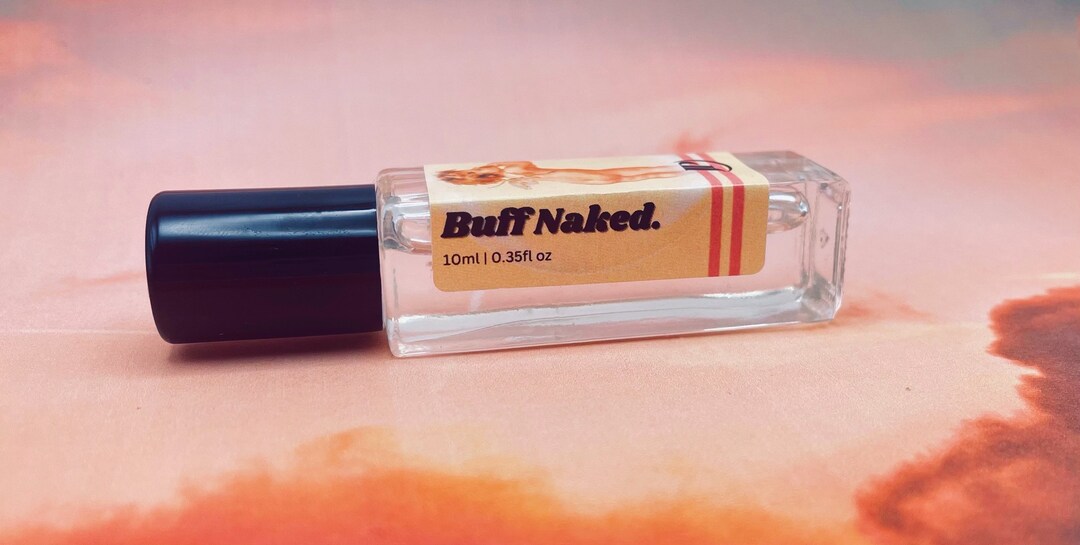 Buff Naked.
10ml | 0.35fl oz